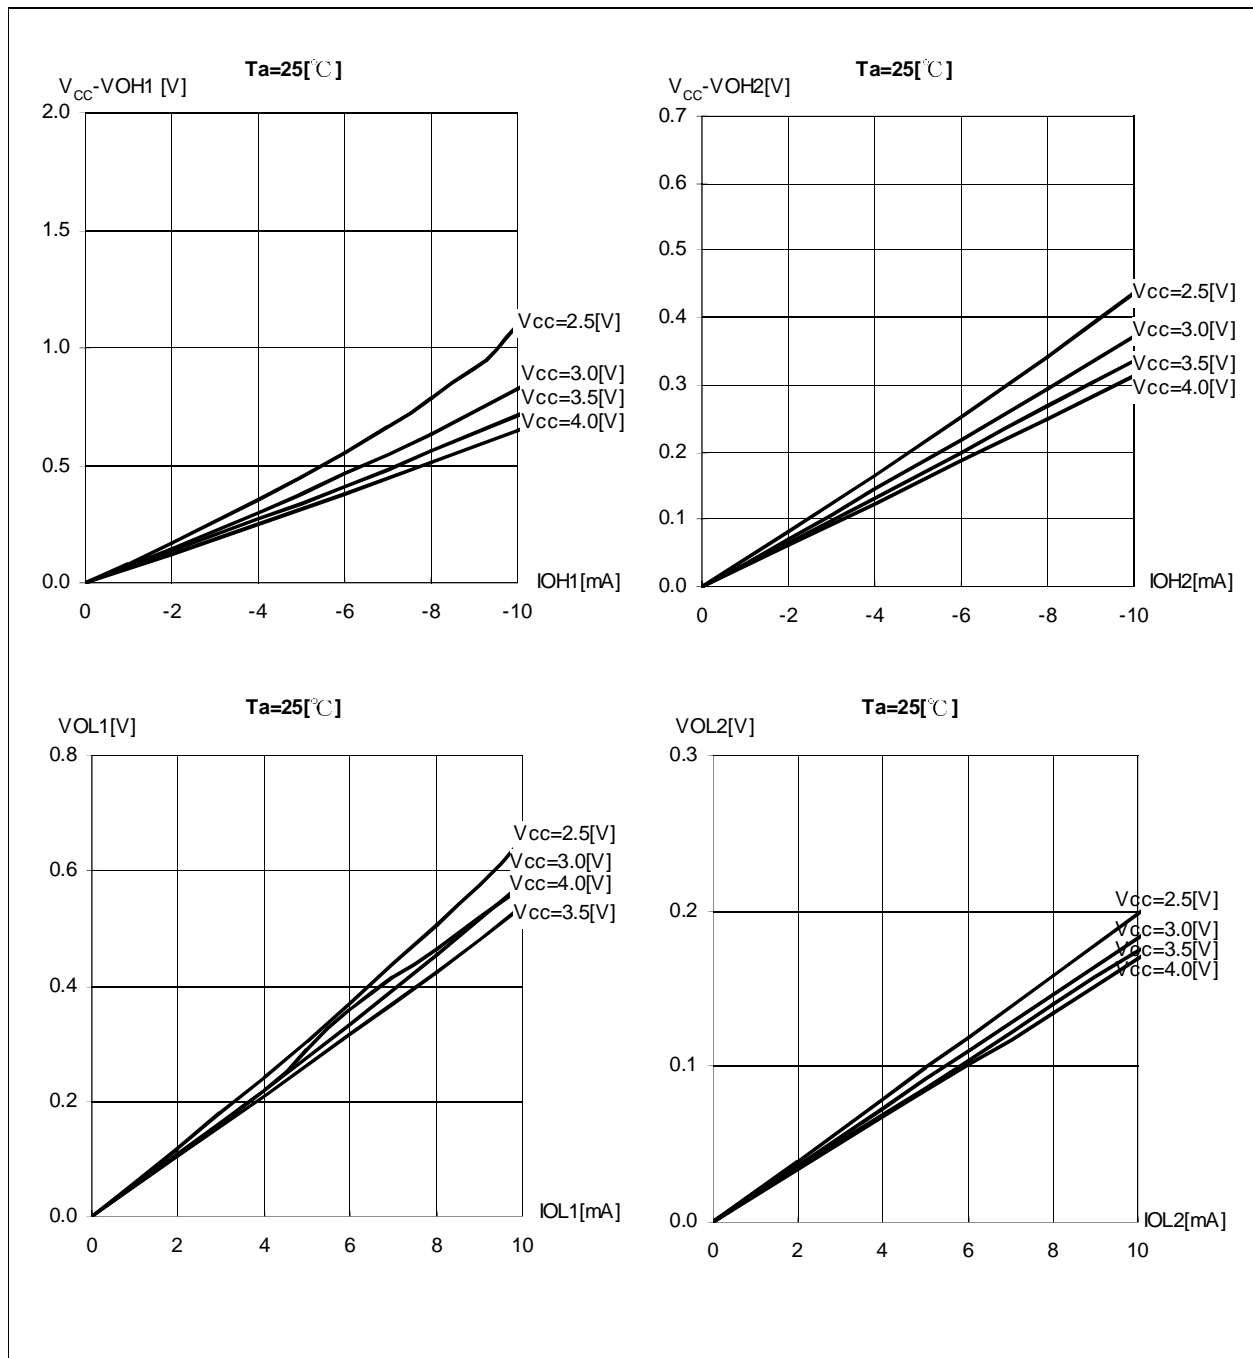 Ta=25[℃]
V_CC-VOH1 [V]
2.0
1.5
1.0
0.5
0.0
Vcc=2.5[V]
Vcc=3.0[V]
Vcc=3.5[V]
Vcc=4.0[V]
IOH1[mA]
0 -2 -4 -6 -8 -10
Ta=25[℃]
V_CC-VOH2[V]
0.7
0.6
0.5
0.4
0.3
0.2
0.1
0.0
Vcc=2.5[V]
Vcc=3.0[V]
Vcc=3.5[V]
Vcc=4.0[V]
IOH2[mA]
0 -2 -4 -6 -8 -10
Ta=25[℃]
VOL1[V]
0.8
0.6
0.4
0.2
0.0
Vcc=2.5[V]
Vcc=3.0[V]
Vcc=4.0[V]
Vcc=3.5[V]
IOL1[mA]
0 2 4 6 8 10
Ta=25[℃]
VOL2[V]
0.3
0.2
0.1
0.0
Vcc=2.5[V]
Vcc=3.0[V]
Vcc=3.5[V]
Vcc=4.0[V]
IOL2[mA]
0 2 4 6 8 10